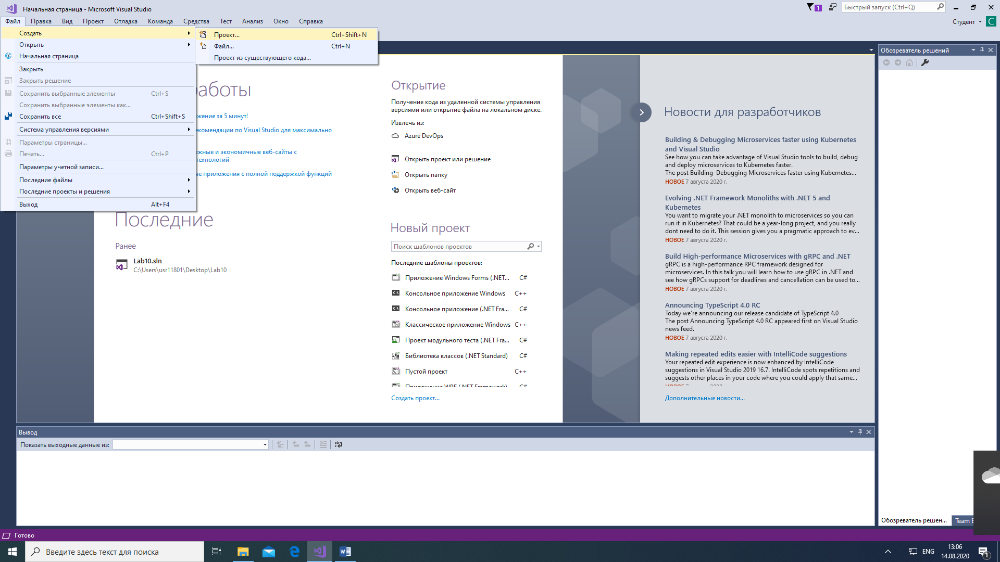 Начальная страница - Microsoft Visual Studio
1
Быстрый запуск (Ctrl+Q)
Файл Правка Вид Проект Отладка Команда Средства Тест Анализ Окно Справка
Студент С
Создать
Открыть
Начальная страница
Закрыть
Закрыть решение
Сохранить выбранные элементы Ctrl+S
Сохранить выбранные элементы как...
Сохранить все Ctrl+Shift+S
Система управления версиями
Параметры страницы...
Печать... Ctrl+P
Параметры учетной записи...
Последние файлы
Последние проекты и решения
Выход Alt+F4
Проект... Ctrl+Shift+N
Файл... Ctrl+N
Проект из существующего кода...
аботы
жение за 5 минут!
екомендации по Visual Studio для максимально
ежные и экономичные веб-сайты с
технологий
ые приложения с полной поддержкой функций
Последние
Ранее
Lab10.sln
C:\Users\usr11801\Desktop\Lab10
Открытие
Получение кода из удаленной системы управления
версиями или открытие файла на локальном диске.
Извлечь из:
Azure DevOps
Открыть проект или решение
Открыть папку
Открыть веб-сайт
Новый проект
Поиск шаблонов проектов
Последние шаблоны проектов:
Приложение Windows Forms (.NET... C#
Консольное приложение Windows C++
Консольное приложение (.NET Fra... C#
Классическое приложение Windows C++
Проект модульного теста (.NET Fra... C#
Библиотека классов (.NET Standard) C#
Пустой проект C++
Приложение WPF (.NET Framework) C#
Создать проект...
Новости для разработчиков
Building & Debugging Microservices faster using Kubernetes
and Visual Studio
See how you can take advantage of Visual Studio tools to build, debug
and deploy microservices to Kubernetes faster.
The post Building  Debugging Microservices faster using Kubernetes...
НОВОЕ 7 августа 2020 г.
Evolving .NET Framework Monoliths with .NET 5 and
Kubernetes
You want to migrate your .NET monolith to microservices so you can
run it in Kubernetes? That could be a year-long project, and you really
dont need to do it. This session gives you a pragmatic approach to ev...
НОВОЕ 7 августа 2020 г.
Build High-performance Microservices with gRPC and .NET
gRPC is a high-performance RPC framework designed for
microservices. In this talk you will learn how to use gRPC in .NET and
see how gRPCs support for deadlines and cancellation can be used to...
НОВОЕ 7 августа 2020 г.
Announcing TypeScript 4.0 RC
Today we're announcing our release candidate of TypeScript 4.0
The post Announcing TypeScript 4.0 RC appeared first on Visual Studio
news feed.
НОВОЕ 7 августа 2020 г.
Making repeated edits easier with IntelliCode suggestions
Your repeated edit experience is now enhanced by IntelliCode
suggestions in Visual Studio 2019 16.7. IntelliCode spots repetitions and
suggests other places in your code where you could apply that same...
Дополнительные новости...
Обозреватель решений
Вывод
Показать выходные данные из:
Обозреватель решен... Team E
Готово
Введите здесь текст для поиска
ENG
13:06
14.08.2020
1